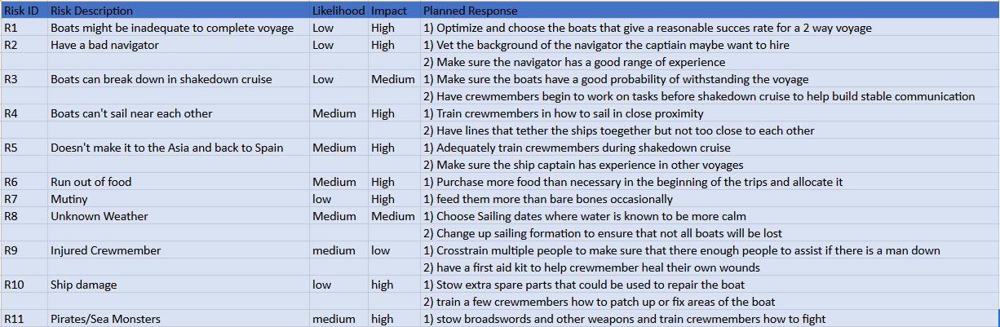 Risk ID Risk Description Likelihood Impact Planned Response
R1 Boats might be inadequate to complete voyage Low High 1) Optimize and choose the boats that give a reasonable succes rate for a 2 way voyage
R2 Have a bad navigator Low High 1) Vet the background of the navigator the captiain maybe want to hire
2) Make sure the navigator has a good range of experience
R3 Boats can break down in shakedown cruise Low Medium 1) Make sure the boats have a good probability of withstanding the voyage
2) Have crewmembers begin to work on tasks before shakedown cruise to help build stable communication
R4 Boats can't sail near each other Medium High 1) Train crewmembers in how to sail in close proximity
2) Have lines that tether the ships toegether but not too close to each other
R5 Doesn't make it to the Asia and back to Spain Medium High 1) Adequately train crewmembers during shakedown cruise
2) Make sure the ship captain has experience in other voyages
R6 Run out of food Medium High 1) Purchase more food than necessary in the beginning of the trips and allocate it
R7 Mutiny low High 1) feed them more than bare bones occasionally
R8 Unknown Weather Medium Medium 1) Choose Sailing dates where water is known to be more calm
2) Change up sailing formation to ensure that not all boats will be lost
R9 Injured Crewmember medium low 1) Crosstrain multiple people to make sure that there enough people to assist if there is a man down
2) have a first aid kit to help crewmember heal their own wounds
R10 Ship damage low high 1) Stow extra spare parts that could be used to repair the boat
2) train a few crewmembers how to patch up or fix areas of the boat
R11 Pirates/Sea Monsters medium high 1) stow broadswords and other weapons and train crewmembers how to fight